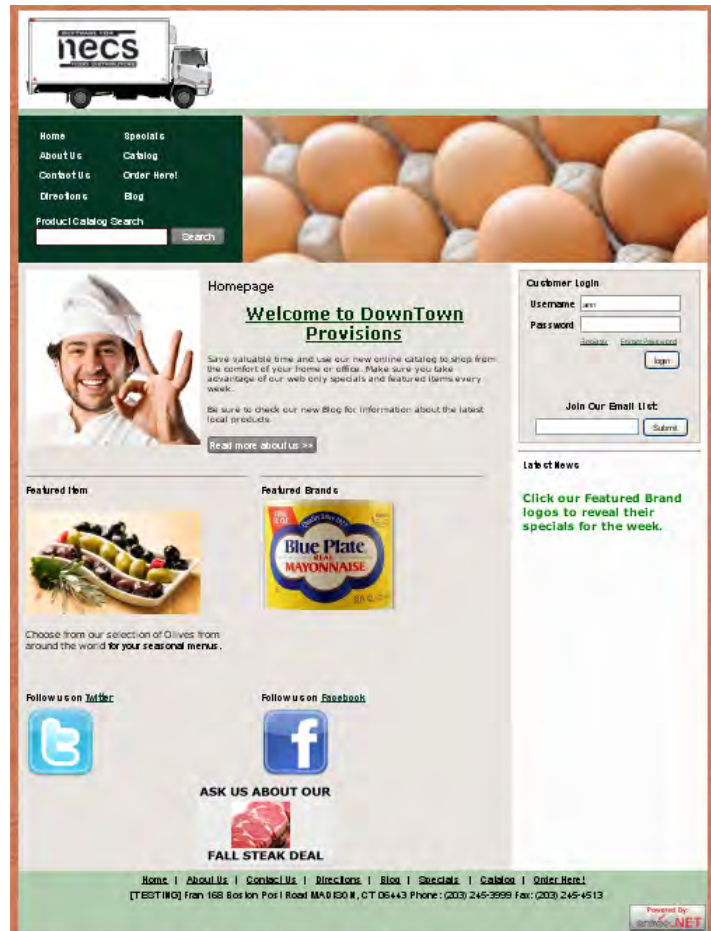 SOFTWARE FOR
necs
FOOD DISTRIBUTORS
Home
Specials
About Us
Catalog
Contact Us
Order Here!
Directions
Blog
Product Catalog Search
Search
Homepage
Welcome to DownTown
Provisions
Save valuable time and use our new online catalog to shop from
the comfort of your home or office. Make sure you take
advantage of our web only specials and featured items every
week.
Be sure to check our new Blog for information about the latest
local products.
Read more about us >>
Customer Login
Username
ann
Password
Register
Forgot Password
login
Join Our Email List:
Submit
Latest News
Click our Featured Brand
logos to reveal their
specials for the week.
Featured Item
Featured Brands
Blue Plate
REAL
MAYONNAISE
Choose from our selection of Olives from
around the world for your seasonal menus.
Follow us on Twitter
Follow us on Facebook
ASK US ABOUT OUR
FALL STEAK DEAL
Home | About Us | Contact Us | Directions | Blog | Specials | Catalog | Order Here!
[TESTING] Fran 168 Boston Post Road MADISON, CT 06443 Phone: (203) 245-3999 Fax: (203) 245-4513
Powered By:
entrée.NET